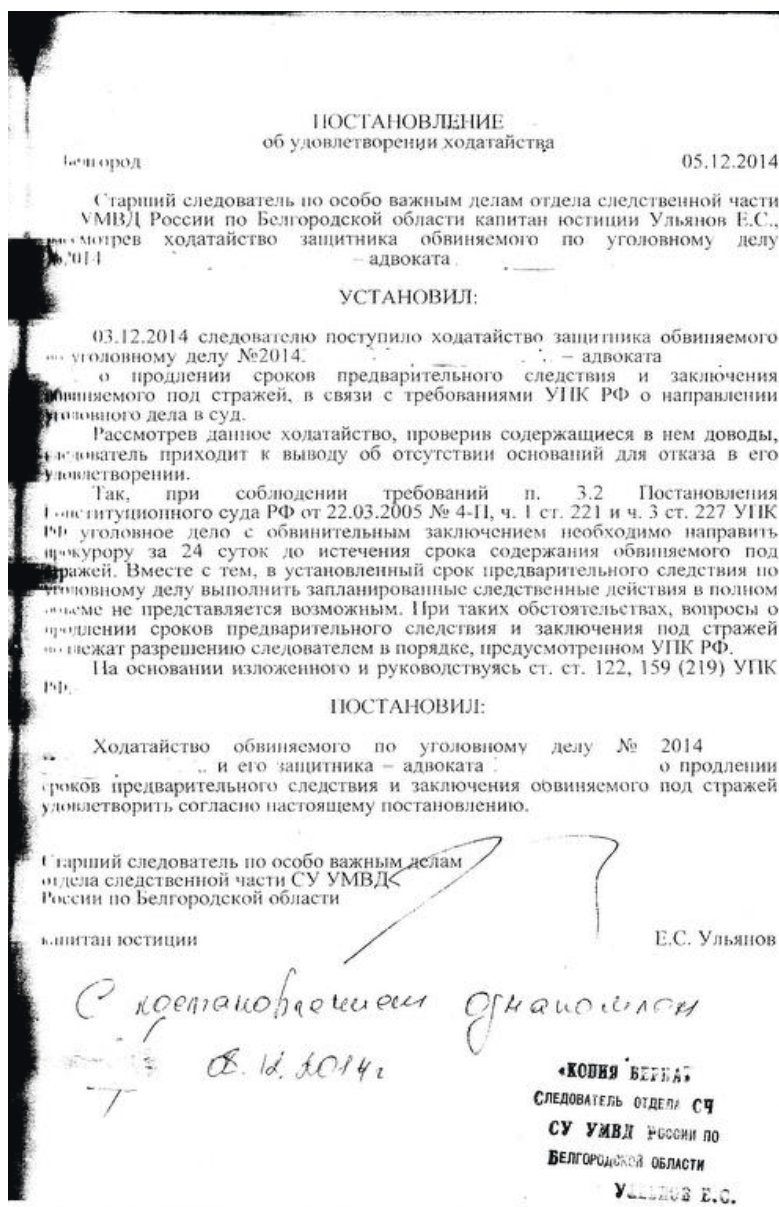 ПОСТАНОВЛЕНИЕ
об удовлетворении ходатайства
05.12.2014
Старший следователь по особо важным делам отдела следственной части
УМВД России по Белгородской области капитан юстиции Ульянов Е.С.,
ходатайство защитника обвиняемого по уголовному делу
– адвоката
УСТАНОВИЛ:
03.12.2014 следователю поступило ходатайство защитника обвиняемого
по уголовному делу №2014. – адвоката
о продлении сроков предварительного следствия и заключения
обвиняемого под стражей, в связи с требованиями УПК РФ о направлении
уголовного дела в суд.
Рассмотрев данное ходатайство, проверив содержащиеся в нем доводы,
следователь приходит к выводу об отсутствии оснований для отказа в его
удовлетворении.
Так, при соблюдении требований п. 3.2 Постановления
Конституционного суда РФ от 22.03.2005 № 4-П, ч. 1 ст. 221 и ч. 3 ст. 227 УПК
РФ уголовное дело с обвинительным заключением необходимо направить
прокурору за 24 суток до истечения срока содержания обвиняемого под
стражей. Вместе с тем, в установленный срок предварительного следствия по
уголовному делу выполнить запланированные следственные действия в полном
объеме не представляется возможным. При таких обстоятельствах, вопросы о
продлении сроков предварительного следствия и заключения под стражей
подлежат разрешению следователем в порядке, предусмотренном УПК РФ.
На основании изложенного и руководствуясь ст. ст. 122, 159 (219) УПК
РФ,
ПОСТАНОВИЛ:
Ходатайство обвиняемого по уголовному делу № 2014
и его защитника – адвоката о продлении
сроков предварительного следствия и заключения обвиняемого под стражей
удовлетворить согласно настоящему постановлению.
Старший следователь по особо важным делам
отдела следственной части СУ УМВД
России по Белгородской области
капитан юстиции Е.С. Ульянов
С постановлением ознакомлен
12.2014г
«КОПИЯ ВЕРНА»
СЛЕДОВАТЕЛЬ ОТДЕЛА СЧ
СУ УМВД РОССИИ ПО
БЕЛГОРОДСКОЙ ОБЛАСТИ
УЛЬЯНОВ Е.С.